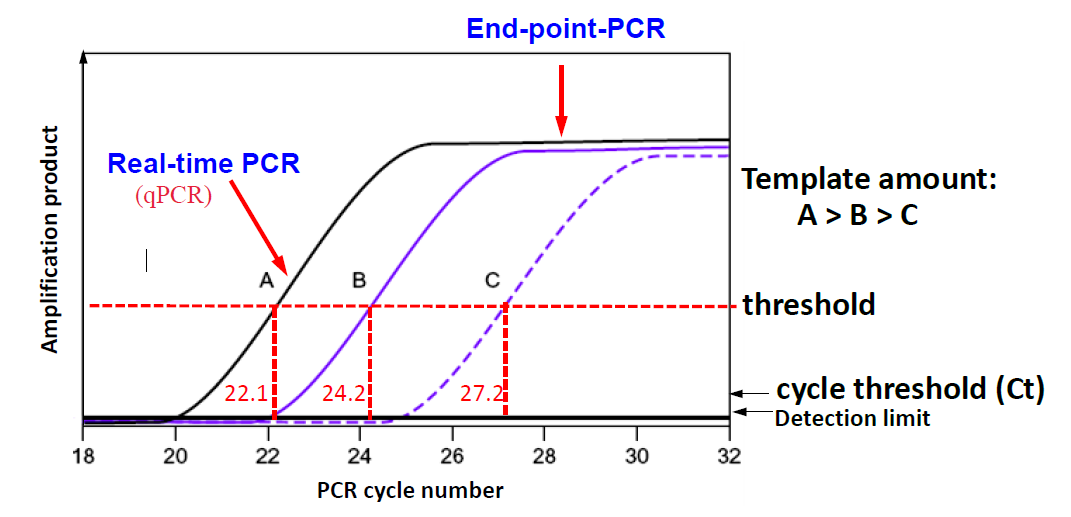 End-point-PCR
Real-time PCR
(qPCR)
Amplification product
Template amount:
A > B > C
A
B
C
threshold
22.1
24.2
27.2
cycle threshold (Ct)
Detection limit
18
20
22
24
26
28
30
32
PCR cycle number